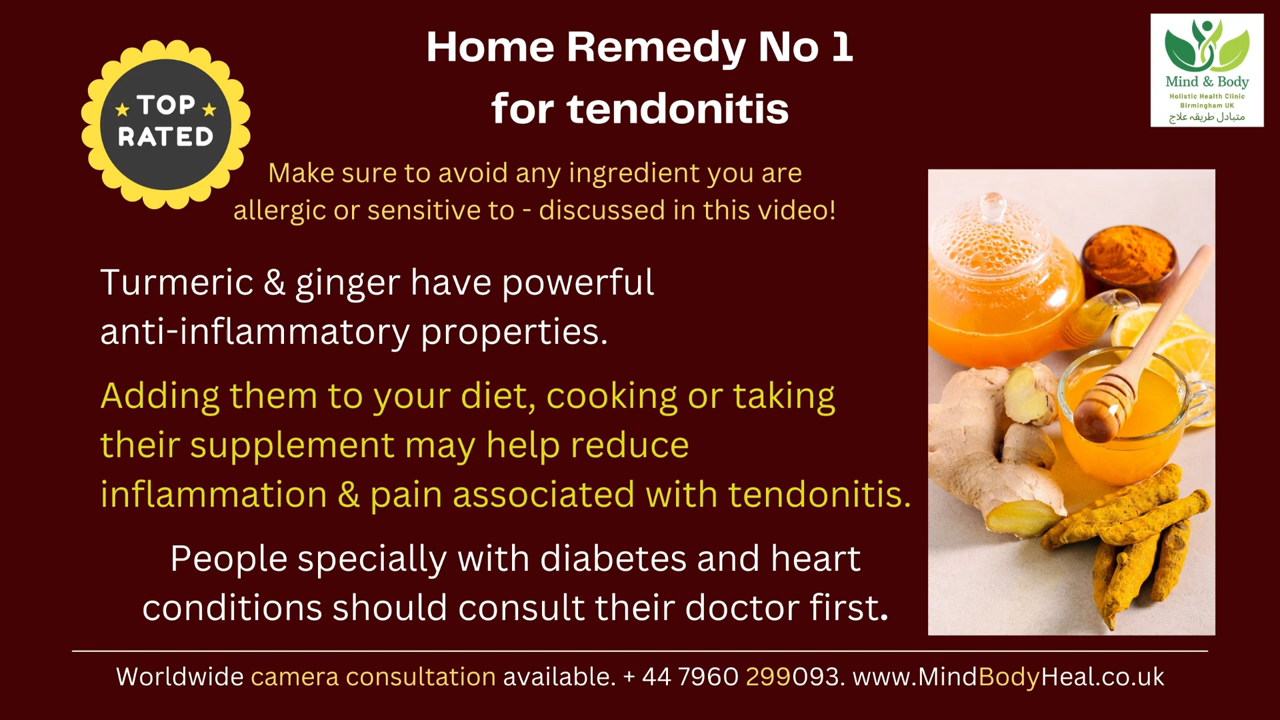 Home Remedy No 1
for tendonitis
TOP
RATED
Mind & Body
Holistic Health Clinic
Birmingham UK
متبادل طریقہ علاج
Make sure to avoid any ingredient you are
allergic or sensitive to - discussed in this video!
Turmeric & ginger have powerful
anti-inflammatory properties.
Adding them to your diet, cooking or taking
their supplement may help reduce
inflammation & pain associated with tendonitis.
People specially with diabetes and heart
conditions should consult their doctor first.
Worldwide camera consultation available. + 44 7960 299093. www.MindBodyHeal.co.uk